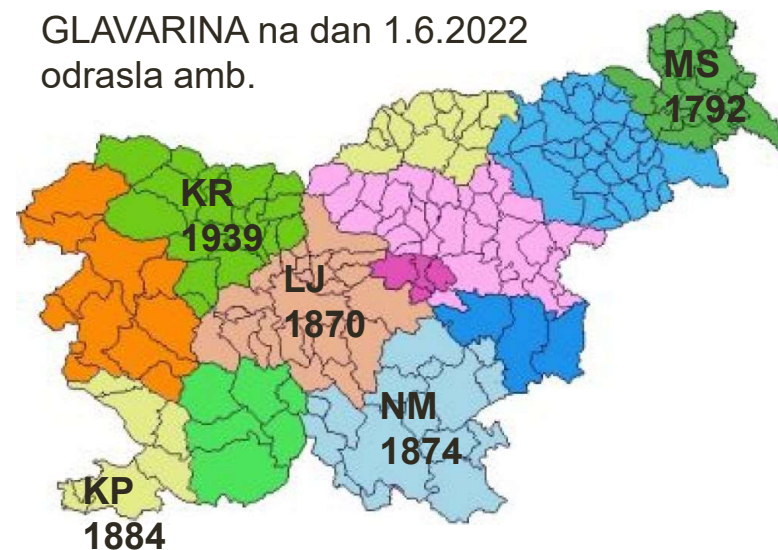 GLAVARINA na dan 1.6.2022
odrasla amb.
MS
1792
KR
1939
LJ
1870
NM
1874
KP
1884